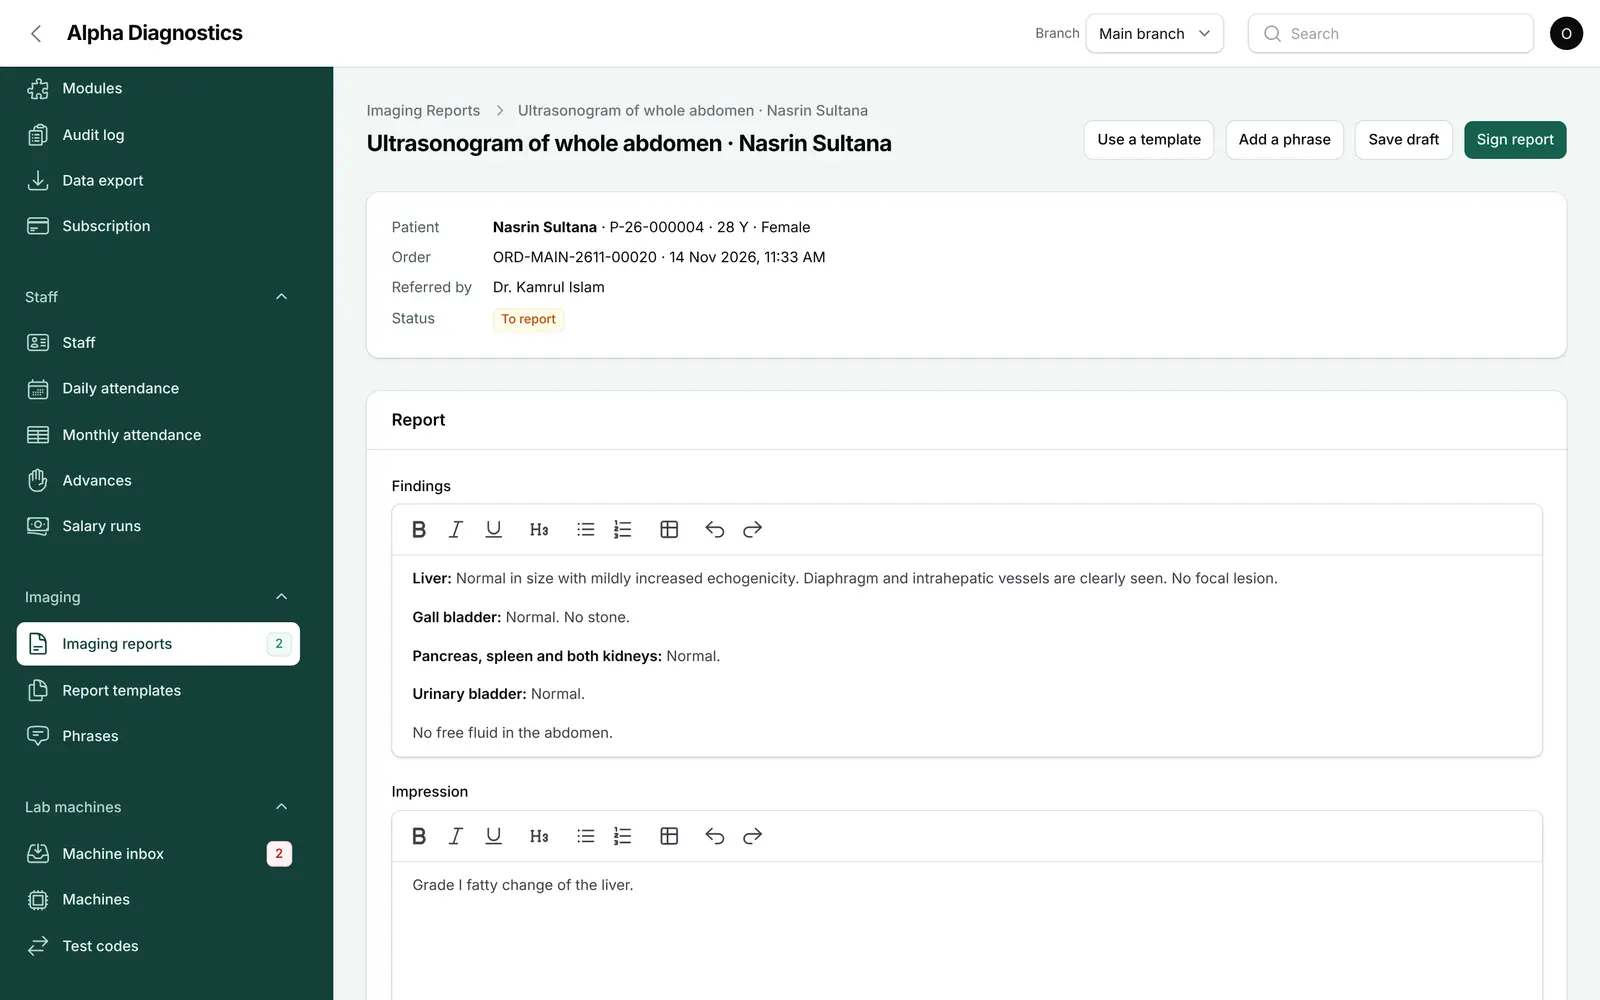 Alpha Diagnostics
Branch
Main branch
Search
O
Modules
Audit log
Data export
Subscription
Staff
Staff
Daily attendance
Monthly attendance
Advances
Salary runs
Imaging
Imaging reports 2
Report templates
Phrases
Lab machines
Machine inbox 2
Machines
Test codes
Imaging Reports > Ultrasonogram of whole abdomen · Nasrin Sultana
Ultrasonogram of whole abdomen · Nasrin Sultana
Use a template
Add a phrase
Save draft
Sign report
Patient Nasrin Sultana · P-26-000004 · 28 Y · Female
Order ORD-MAIN-2611-00020 · 14 Nov 2026, 11:33 AM
Referred by Dr. Kamrul Islam
Status To report
Report
Findings
B I U H3
Liver: Normal in size with mildly increased echogenicity. Diaphragm and intrahepatic vessels are clearly seen. No focal lesion.
Gall bladder: Normal. No stone.
Pancreas, spleen and both kidneys: Normal.
Urinary bladder: Normal.
No free fluid in the abdomen.
Impression
B I U H3
Grade I fatty change of the liver.